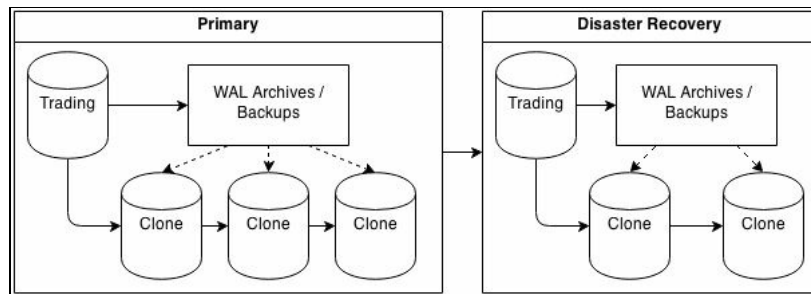 Primary
Trading
WAL Archives /
Backups
Clone
Clone
Clone
Disaster Recovery
Trading
WAL Archives /
Backups
Clone
Clone